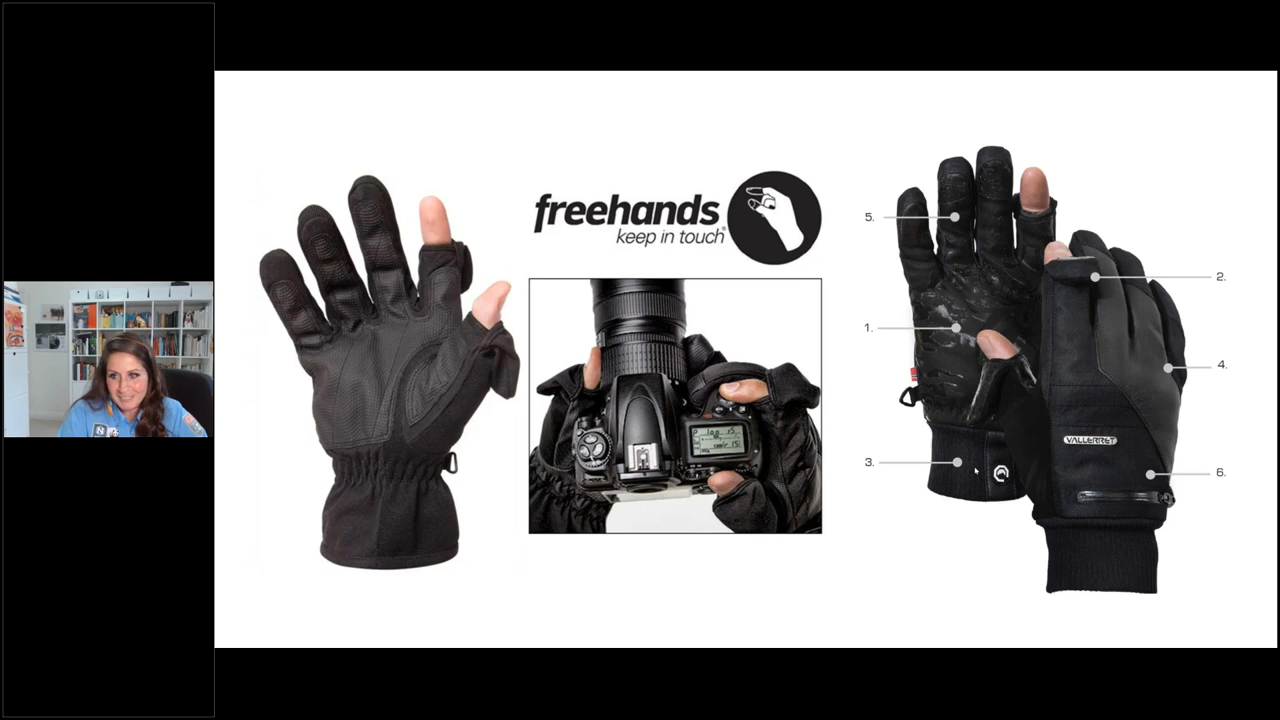 freehands
keep in touch
5.
2.
1.
4.
VALLERRET
3.
6.